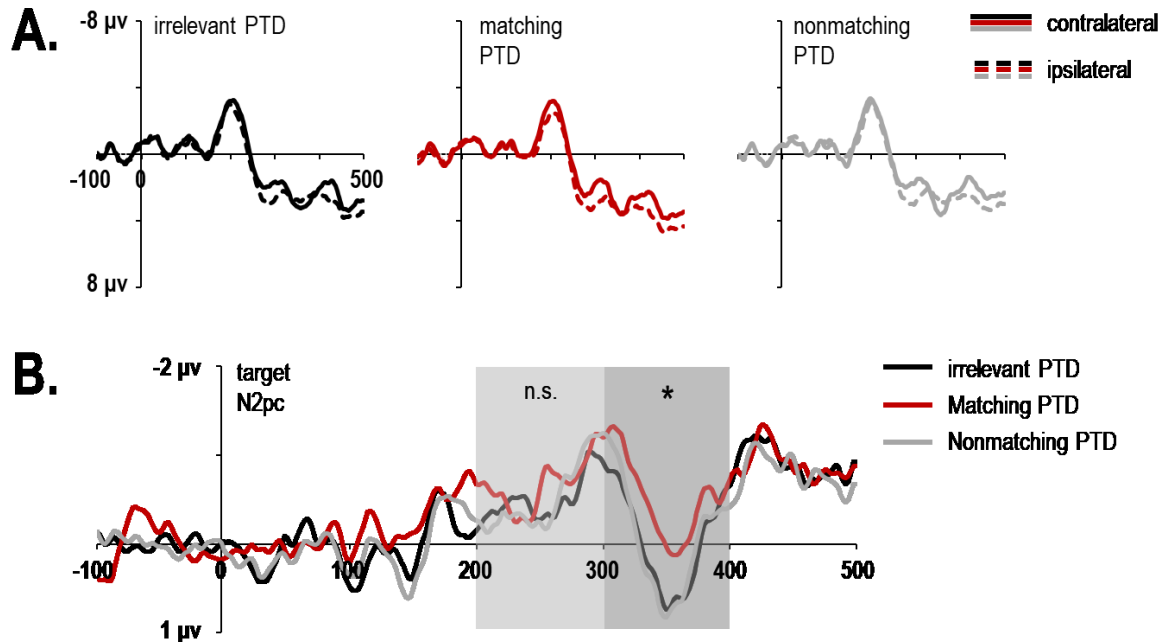 A.
-8 μv
irrelevant PTD
matching
PTD
nonmatching
PTD
contralateral
ipsilateral
-100
0
500
8 μv
B.
-2 μv
target
N2pc
n.s.
*
irrelevant PTD
Matching PTD
Nonmatching PTD
-100
0
100
200
300
400
500
1 μv